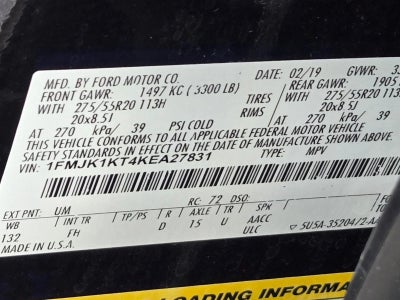 MFD. BY FORD MOTOR CO.
DATE: 02/19 GVWR: 33
FRONT GAWR: 1497 KG (3300 LB) REAR GAWR: 1905
WITH 275/55R20 113H TIRES WITH 275/55R20 1
20x8.5J RIMS 20x8.5J
AT 270 kPa/ 39 PSI COLD AT 270 kPa/ 39
THIS VEHICLE CONFORMS TO ALL APPLICABLE FEDERAL MOTOR
STANDARDS IN EFFECT ON THE DATE OF MANUFACTURE SHOWN
VIN: 1FMJK1KT4KEA27831 TYPE: MPV
EXT PNT: UM RC: 72 DSO: FO
WB INT TR TP/PS R AXLE TR SPR
132 FH D 15 U AACC
MADE IN U.S.A. ULC
LOADING INFORMA